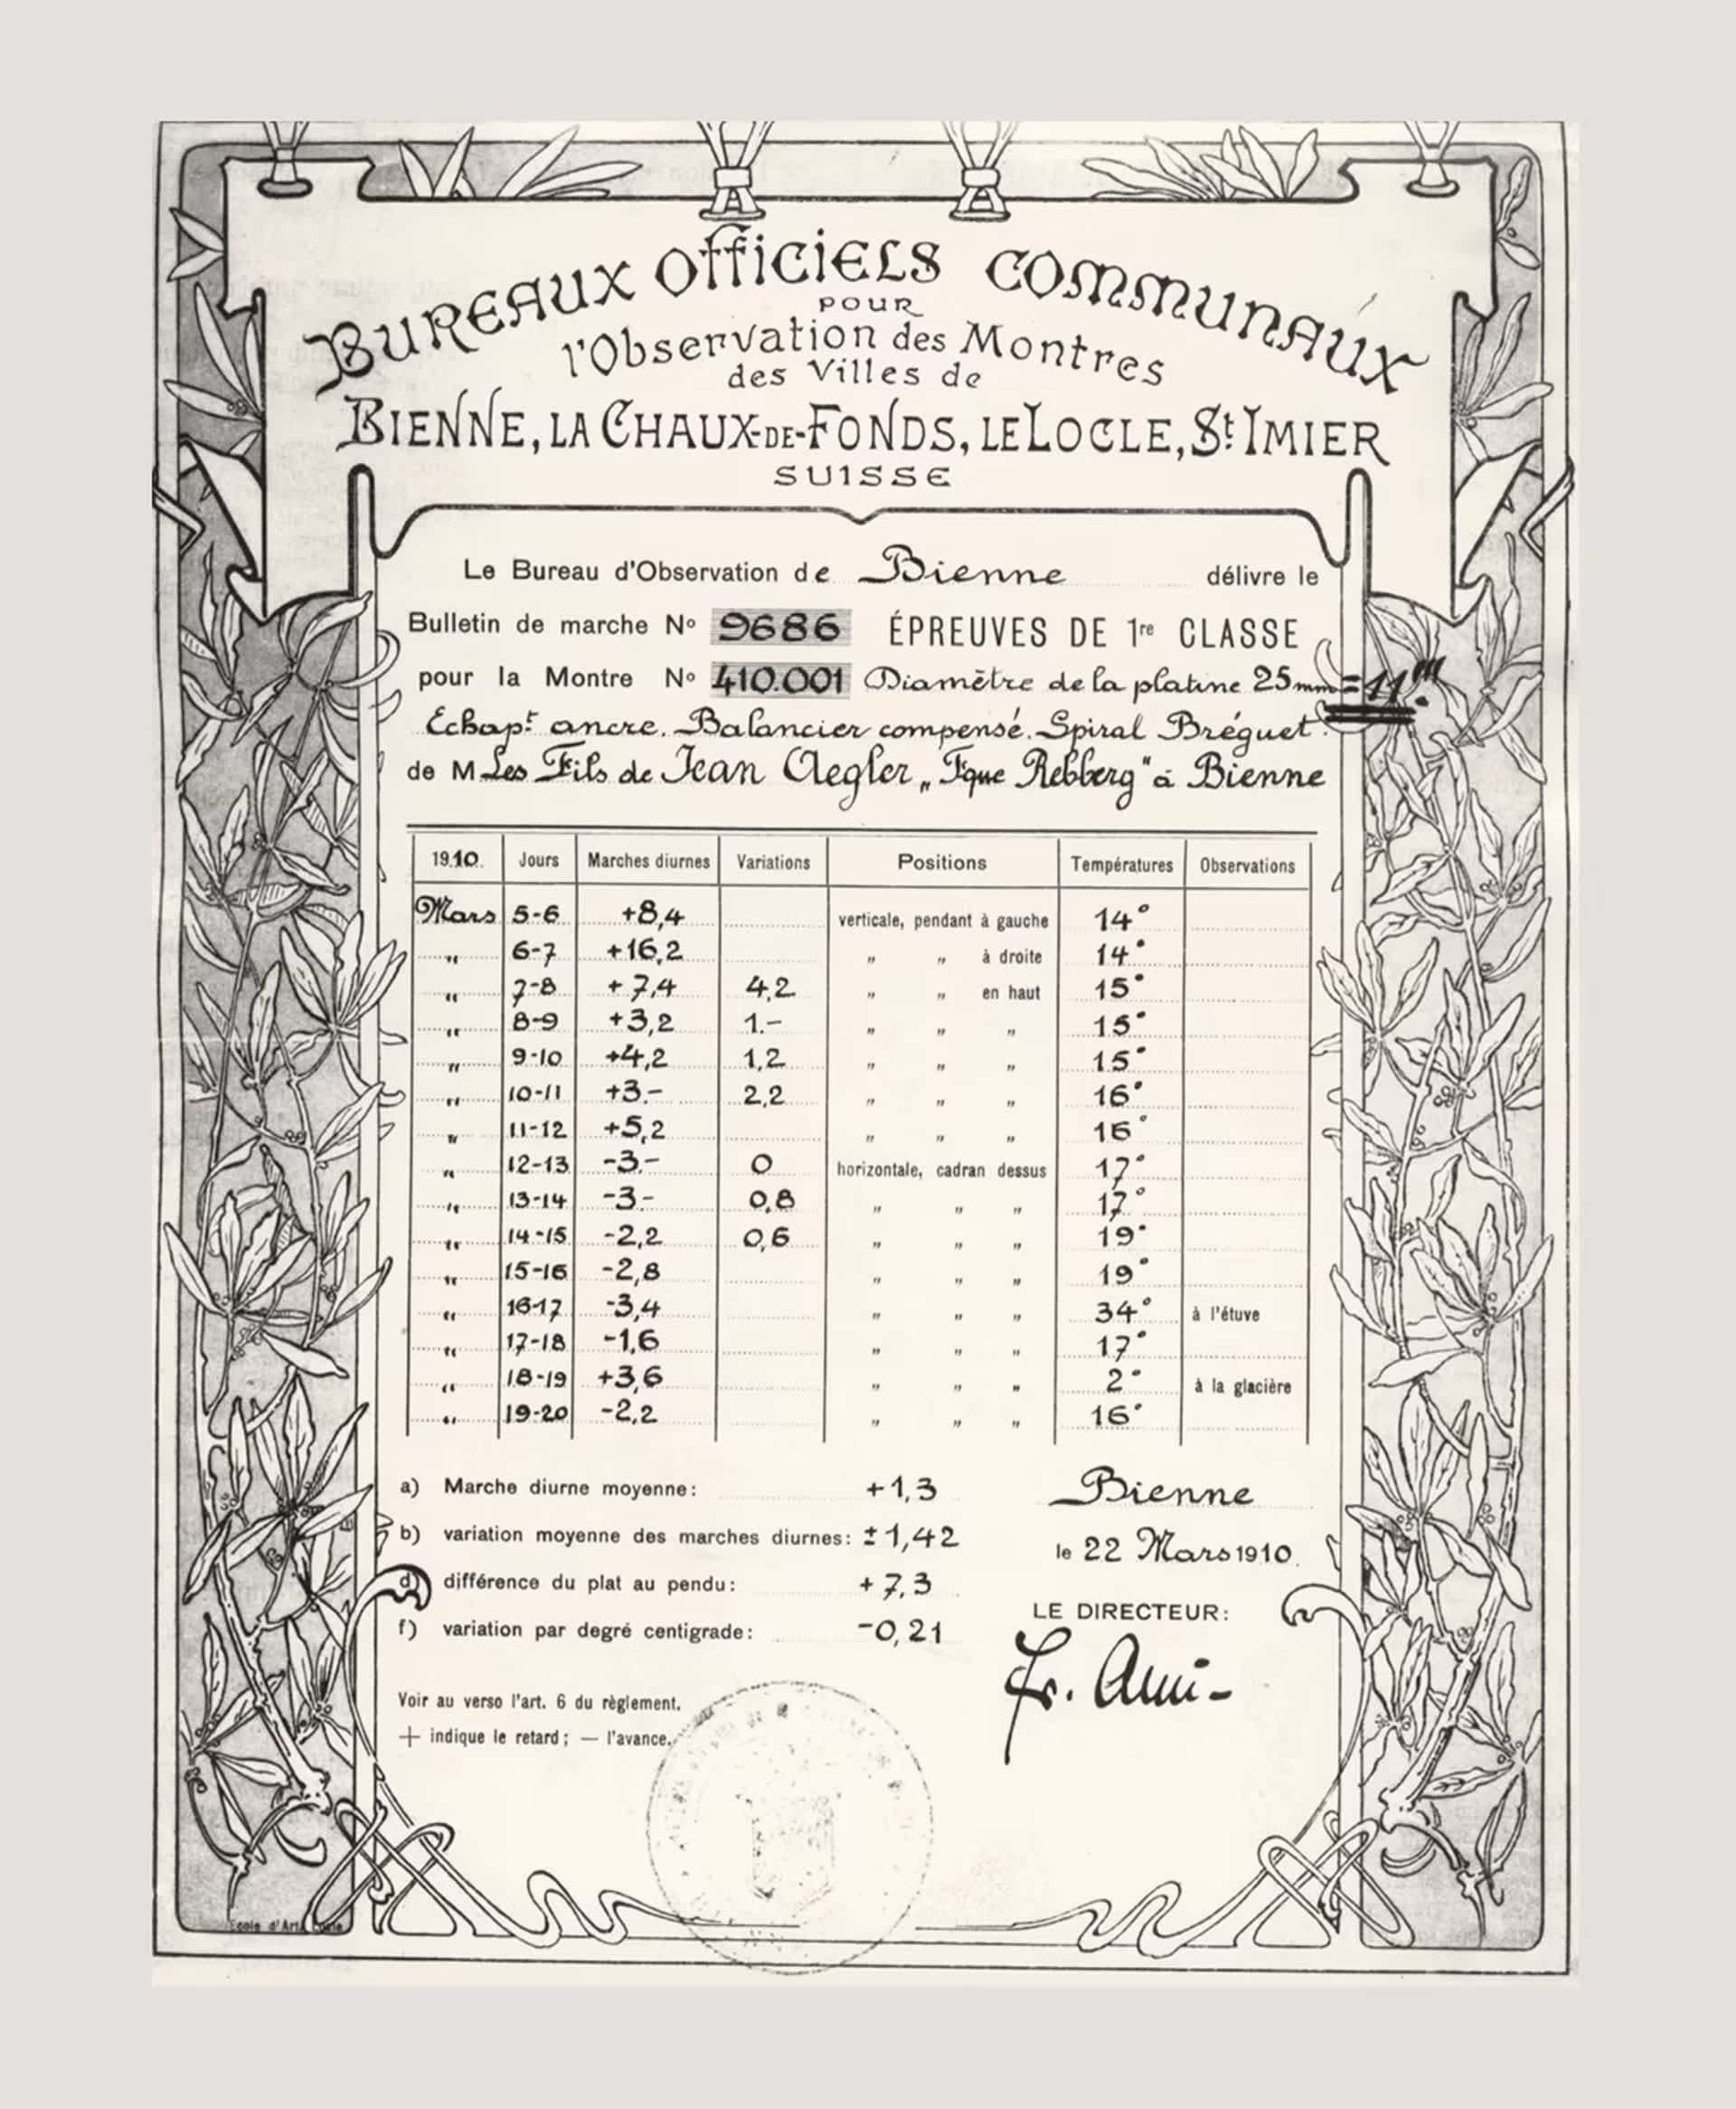 BUREAUX OFFICIELS COMMUNAUX
POUR
l'Observation des Montres
des Villes de
BIENNE, LA CHAUX-DE-FONDS, LE LOCLE, St IMIER
SUISSE
Le Bureau d'Observation de Bienne délivre le
Bulletin de marche No 9686 ÉPREUVES DE 1re CLASSE
pour la Montre No 410.001 Diamètre de la platine 25mm = 11'''
Echapt ancre. Balancier compensé. Spiral Bréguet.
de M Les Fils de Jean Aegler „Fque Rebberg" à Bienne
1910. Jours Marches diurnes Variations Positions Températures Observations
Mars 5-6 +8,4 verticale, pendant à gauche 14°
" 6-7 +16,2 " " à droite 14°
" 7-8 +7,4 4,2 " " en haut 15°
" 8-9 +3,2 1.- " " " 15°
" 9-10 +4,2 1,2 " " " 15°
" 10-11 +3.- 2,2 " " " 16°
" 11-12 +5,2 " " " 16°
" 12-13 -3.- 0 horizontale, cadran dessus 17°
" 13-14 -3- 0,8 " " " 17°
" 14-15 -2,2 0,6 " " " 19°
" 15-16 -2,8 " " " 19°
" 16-17 -3,4 " " " 34° à l'étuve
" 17-18 -1,6 " " " 17°
" 18-19 +3,6 " " " 2° à la glacière
" 19-20 -2,2 " " " 16°
a) Marche diurne moyenne: +1,3
b) variation moyenne des marches diurnes: ±1,42
d) différence du plat au pendu: +7,3
f) variation par degré centigrade: -0,21
Bienne
le 22 Mars 1910.
LE DIRECTEUR:
Voir au verso l'art. 6 du règlement.
+ indique le retard; — l'avance.
Ecole d'Art